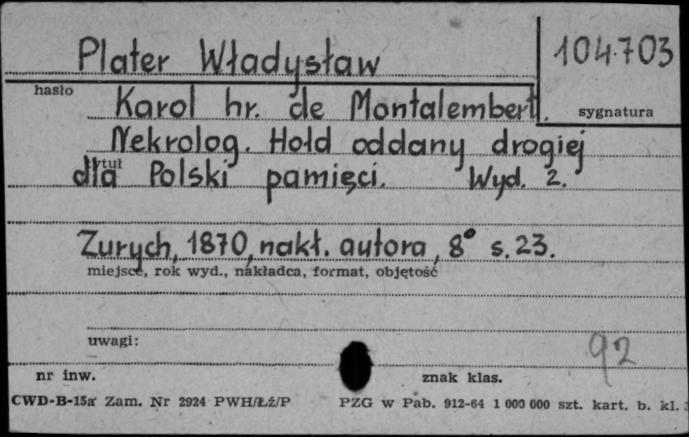 Plater Władysław
104703
hasło
Karol hr. de Montalembert.
sygnatura
Nekrolog. Hołd oddany drogiej
tytuł
dla Polski pamięci. Wyd. 2.
Zurych, 1870, nakł. autora, 8° s. 23.
miejsce, rok wyd., nakładca, format, objętość
uwagi:
92
nr inw.
znak klas.
CWD-B-15a Zam. Nr 2924 PWH/Łź/P PZG w Pab. 912-64 1 000 000 szt. kart. b. kl.